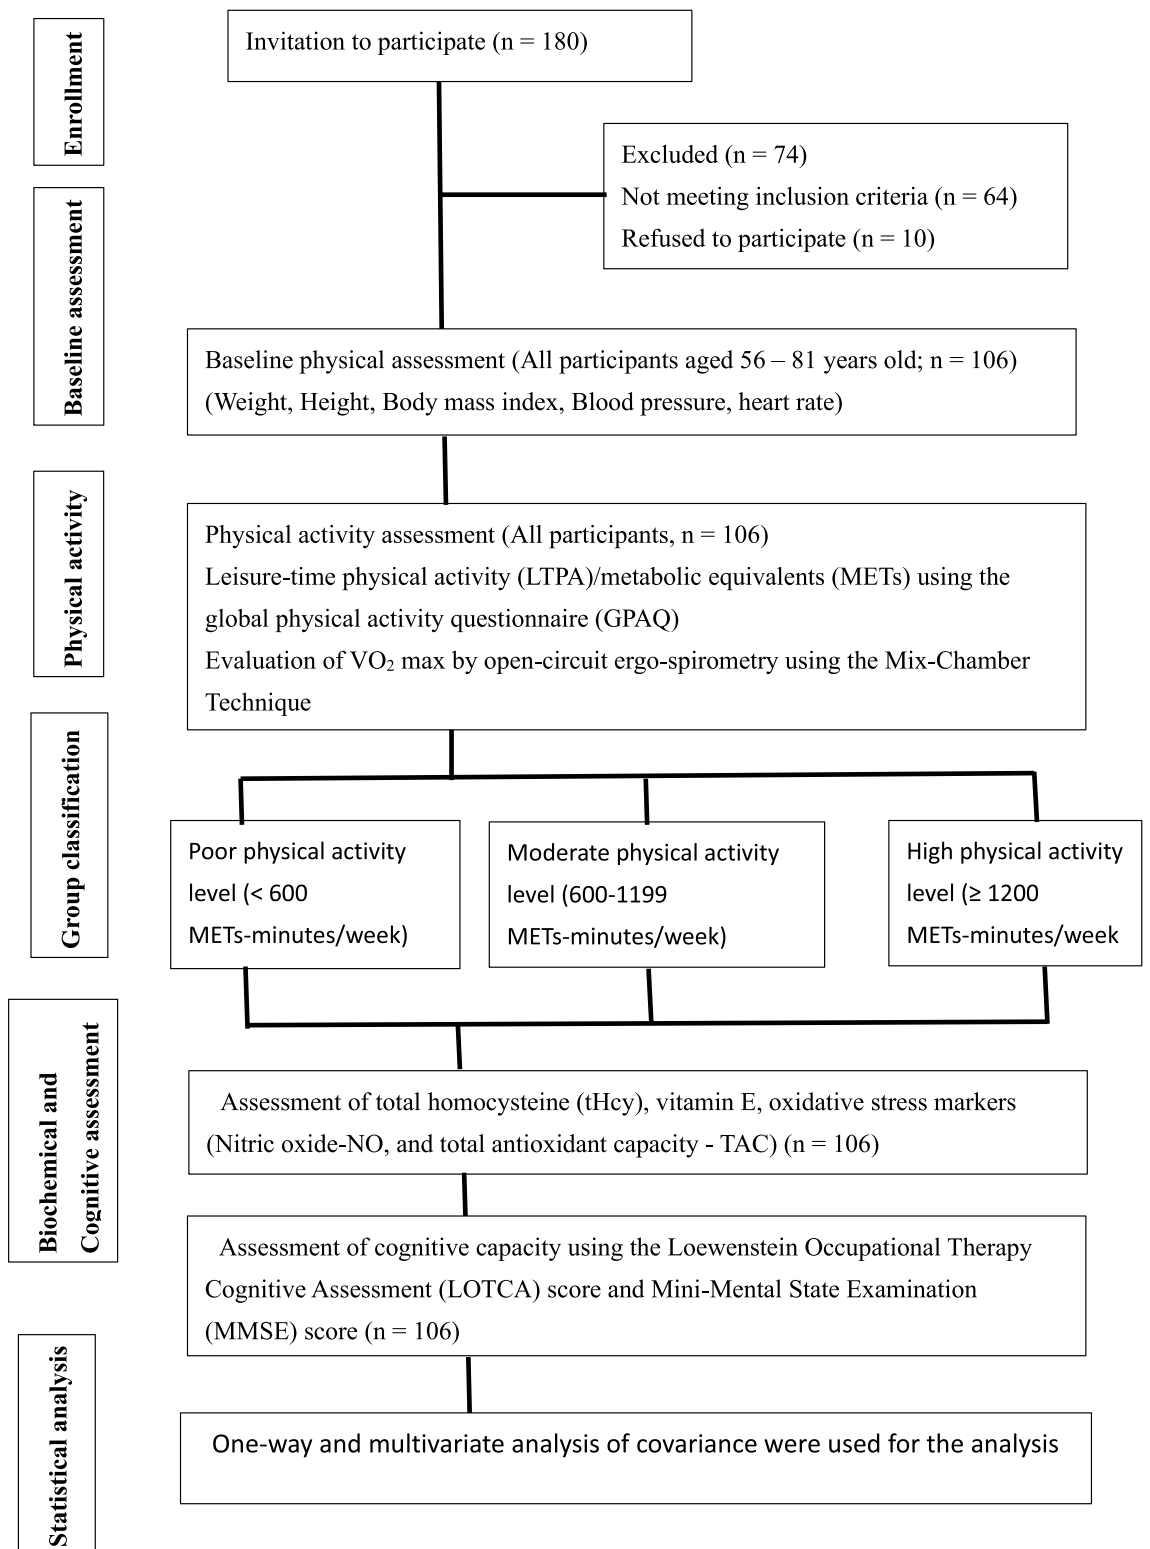 Enrollment
Invitation to participate (n = 180)
Excluded (n = 74)
Not meeting inclusion criteria (n = 64)
Refused to participate (n = 10)
Baseline assessment
Baseline physical assessment (All participants aged 56 – 81 years old; n = 106)
(Weight, Height, Body mass index, Blood pressure, heart rate)
Physical activity
Physical activity assessment (All participants, n = 106)
Leisure-time physical activity (LTPA)/metabolic equivalents (METs) using the
global physical activity questionnaire (GPAQ)
Evaluation of VO₂ max by open-circuit ergo-spirometry using the Mix-Chamber
Technique
Group classification
Poor physical activity
level (< 600
METs-minutes/week)
Moderate physical activity
level (600-1199
METs-minutes/week)
High physical activity
level (≥ 1200
METs-minutes/week
Biochemical and
Cognitive assessment
Assessment of total homocysteine (tHcy), vitamin E, oxidative stress markers
(Nitric oxide-NO, and total antioxidant capacity - TAC) (n = 106)
Assessment of cognitive capacity using the Loewenstein Occupational Therapy
Cognitive Assessment (LOTCA) score and Mini-Mental State Examination
(MMSE) score (n = 106)
Statistical analysis
One-way and multivariate analysis of covariance were used for the analysis